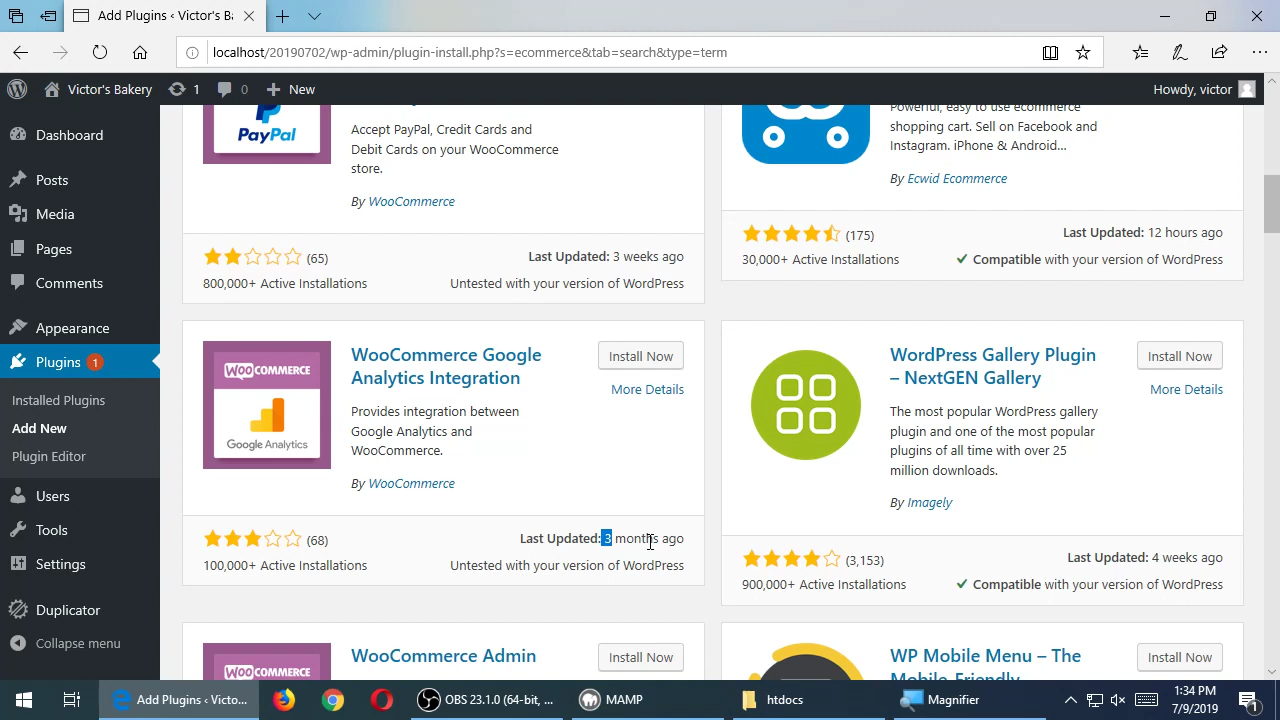 Add Plugins ‹ Victor's Ba
localhost/20190702/wp-admin/plugin-install.php?s=ecommerce&tab=search&type=term
Victor's Bakery
1
0
New
Howdy, victor
Dashboard
Posts
Media
Pages
Comments
Appearance
Plugins 1
Installed Plugins
Add New
Plugin Editor
Users
Tools
Settings
Duplicator
Collapse menu
PayPal
Accept PayPal, Credit Cards and
Debit Cards on your WooCommerce
store.
By WooCommerce
(65)
Last Updated: 3 weeks ago
800,000+ Active Installations
Untested with your version of WordPress
Powerful, easy to use ecommerce
shopping cart. Sell on Facebook and
Instagram. iPhone & Android...
By Ecwid Ecommerce
(175)
Last Updated: 12 hours ago
30,000+ Active Installations
Compatible with your version of WordPress
WOOCOMMERCE
Google Analytics
WooCommerce Google
Analytics Integration
Install Now
More Details
Provides integration between
Google Analytics and
WooCommerce.
By WooCommerce
(68)
Last Updated: 3 months ago
100,000+ Active Installations
Untested with your version of WordPress
WordPress Gallery Plugin
– NextGEN Gallery
Install Now
More Details
The most popular WordPress gallery
plugin and one of the most popular
plugins of all time with over 25
million downloads.
By Imagely
(3,153)
Last Updated: 4 weeks ago
900,000+ Active Installations
Compatible with your version of WordPress
WOOCOMMERCE
WooCommerce Admin
Install Now
WP Mobile Menu – The
Mobile-Friendly
Install Now
Add Plugins ‹ Victo...
OBS 23.1.0 (64-bit, ...
MAMP
htdocs
Magnifier
1:34 PM
7/9/2019
1